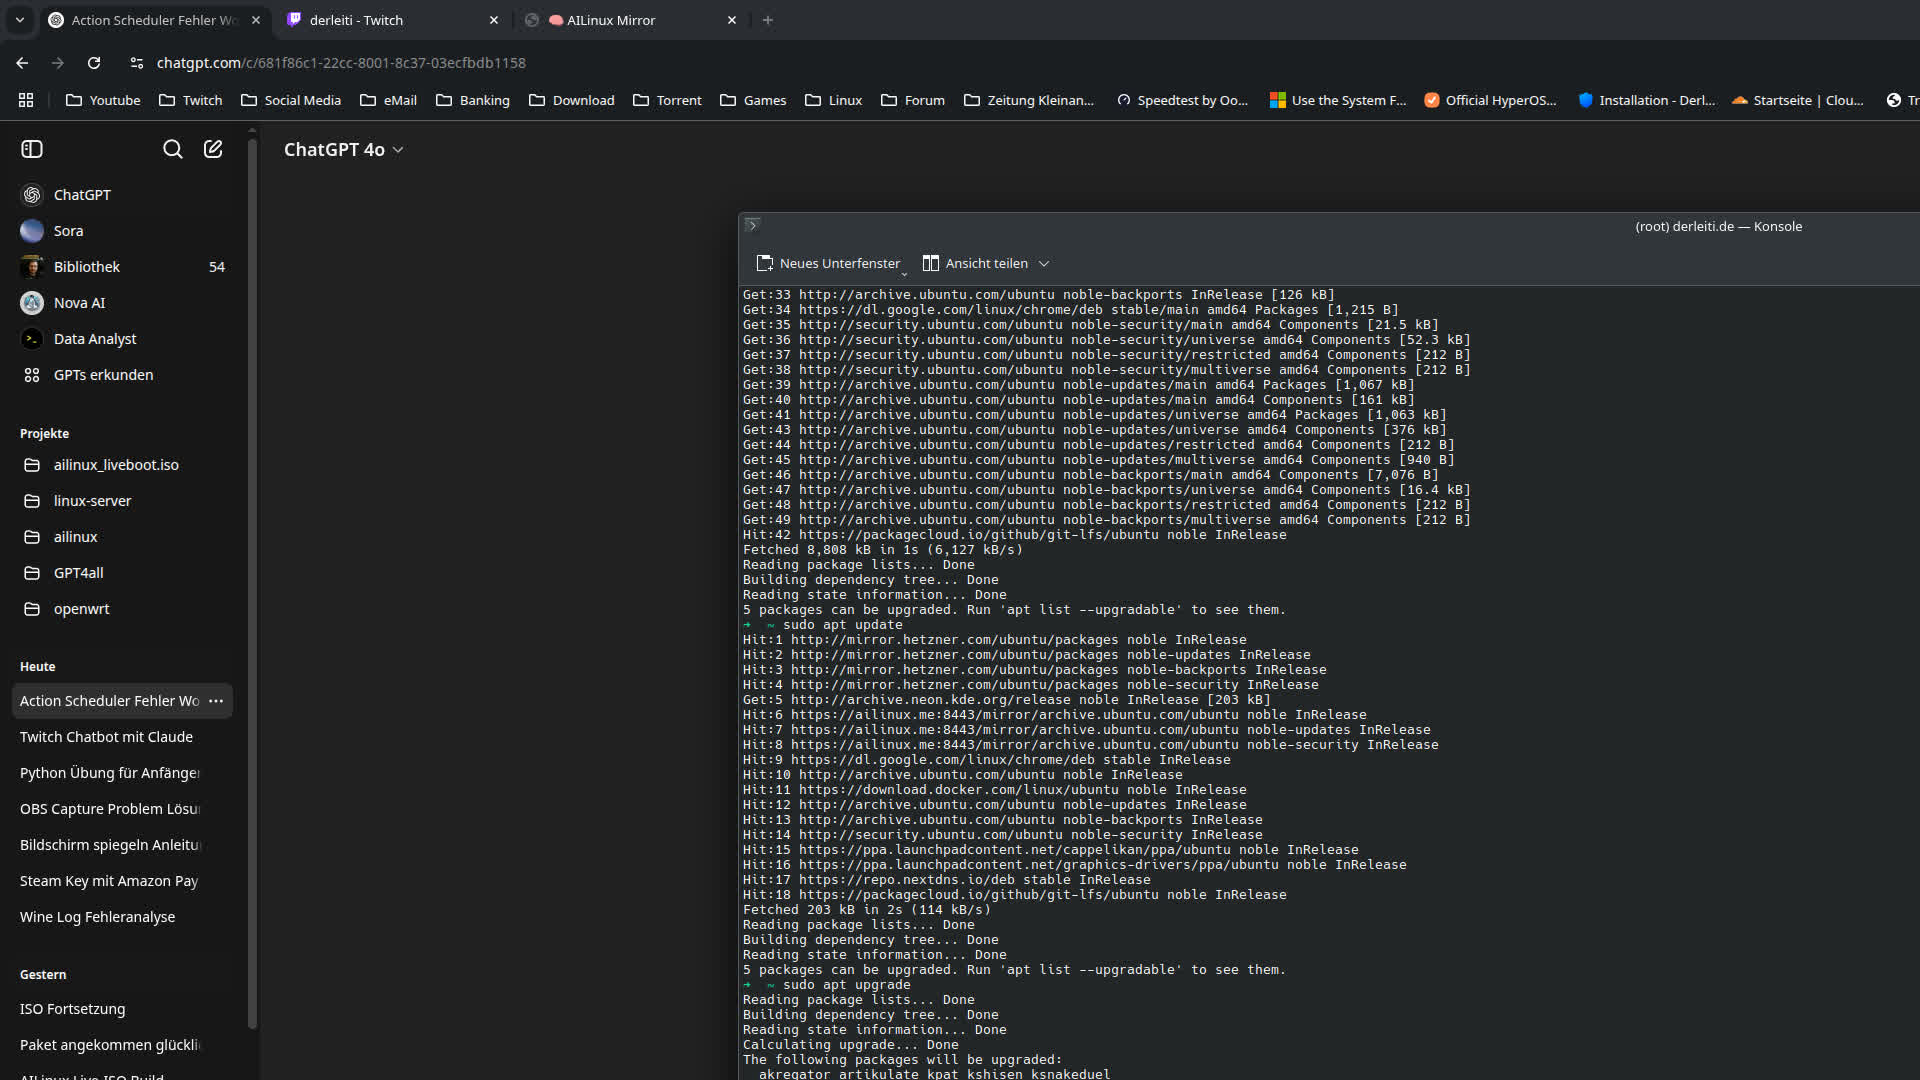 Action Scheduler Fehler Wo
derleiti - Twitch
AILinux Mirror
chatgpt.com/c/681f86c1-22cc-8001-8c37-03ecfbdb1158
Youtube
Twitch
Social Media
eMail
Banking
Download
Torrent
Games
Linux
Forum
Zeitung Kleinan...
Speedtest by Oo...
Use the System F...
Official HyperOS...
Installation - Derl...
Startseite | Clou...
Tr
ChatGPT 4o
ChatGPT
Sora
Bibliothek 54
Nova AI
Data Analyst
GPTs erkunden
Projekte
ailinux_liveboot.iso
linux-server
ailinux
GPT4all
openwrt
Heute
Action Scheduler Fehler Wo
Twitch Chatbot mit Claude
Python Übung für Anfänger
OBS Capture Problem Lösu
Bildschirm spiegeln Anleitu
Steam Key mit Amazon Pay
Wine Log Fehleranalyse
Gestern
ISO Fortsetzung
Paket angekommen glückli
AILinux Live ISO Build
(root) derleiti.de — Konsole
Neues Unterfenster
Ansicht teilen
Get:33 http://archive.ubuntu.com/ubuntu noble-backports InRelease [126 kB]
Get:34 https://dl.google.com/linux/chrome/deb stable/main amd64 Packages [1,215 B]
Get:35 http://security.ubuntu.com/ubuntu noble-security/main amd64 Components [21.5 kB]
Get:36 http://security.ubuntu.com/ubuntu noble-security/universe amd64 Components [52.3 kB]
Get:37 http://security.ubuntu.com/ubuntu noble-security/restricted amd64 Components [212 B]
Get:38 http://security.ubuntu.com/ubuntu noble-security/multiverse amd64 Components [212 B]
Get:39 http://archive.ubuntu.com/ubuntu noble-updates/main amd64 Packages [1,067 kB]
Get:40 http://archive.ubuntu.com/ubuntu noble-updates/main amd64 Components [161 kB]
Get:41 http://archive.ubuntu.com/ubuntu noble-updates/universe amd64 Packages [1,063 kB]
Get:43 http://archive.ubuntu.com/ubuntu noble-updates/universe amd64 Components [376 kB]
Get:44 http://archive.ubuntu.com/ubuntu noble-updates/restricted amd64 Components [212 B]
Get:45 http://archive.ubuntu.com/ubuntu noble-updates/multiverse amd64 Components [940 B]
Get:46 http://archive.ubuntu.com/ubuntu noble-backports/main amd64 Components [7,076 B]
Get:47 http://archive.ubuntu.com/ubuntu noble-backports/universe amd64 Components [16.4 kB]
Get:48 http://archive.ubuntu.com/ubuntu noble-backports/restricted amd64 Components [212 B]
Get:49 http://archive.ubuntu.com/ubuntu noble-backports/multiverse amd64 Components [212 B]
Hit:42 https://packagecloud.io/github/git-lfs/ubuntu noble InRelease
Fetched 8,808 kB in 1s (6,127 kB/s)
Reading package lists... Done
Building dependency tree... Done
Reading state information... Done
5 packages can be upgraded. Run 'apt list --upgradable' to see them.
➜ ~ sudo apt update
Hit:1 http://mirror.hetzner.com/ubuntu/packages noble InRelease
Hit:2 http://mirror.hetzner.com/ubuntu/packages noble-updates InRelease
Hit:3 http://mirror.hetzner.com/ubuntu/packages noble-backports InRelease
Hit:4 http://mirror.hetzner.com/ubuntu/packages noble-security InRelease
Get:5 http://archive.neon.kde.org/release noble InRelease [203 kB]
Hit:6 https://ailinux.me:8443/mirror/archive.ubuntu.com/ubuntu noble InRelease
Hit:7 https://ailinux.me:8443/mirror/archive.ubuntu.com/ubuntu noble-updates InRelease
Hit:8 https://ailinux.me:8443/mirror/archive.ubuntu.com/ubuntu noble-security InRelease
Hit:9 https://dl.google.com/linux/chrome/deb stable InRelease
Hit:10 http://archive.ubuntu.com/ubuntu noble InRelease
Hit:11 https://download.docker.com/linux/ubuntu noble InRelease
Hit:12 http://archive.ubuntu.com/ubuntu noble-updates InRelease
Hit:13 http://archive.ubuntu.com/ubuntu noble-backports InRelease
Hit:14 http://security.ubuntu.com/ubuntu noble-security InRelease
Hit:15 https://ppa.launchpadcontent.net/cappelikan/ppa/ubuntu noble InRelease
Hit:16 https://ppa.launchpadcontent.net/graphics-drivers/ppa/ubuntu noble InRelease
Hit:17 https://repo.nextdns.io/deb stable InRelease
Hit:18 https://packagecloud.io/github/git-lfs/ubuntu noble InRelease
Fetched 203 kB in 2s (114 kB/s)
Reading package lists... Done
Building dependency tree... Done
Reading state information... Done
5 packages can be upgraded. Run 'apt list --upgradable' to see them.
➜ ~ sudo apt upgrade
Reading package lists... Done
Building dependency tree... Done
Reading state information... Done
Calculating upgrade... Done
The following packages will be upgraded:
akregator artikulate kpat kshisen ksnakeduel